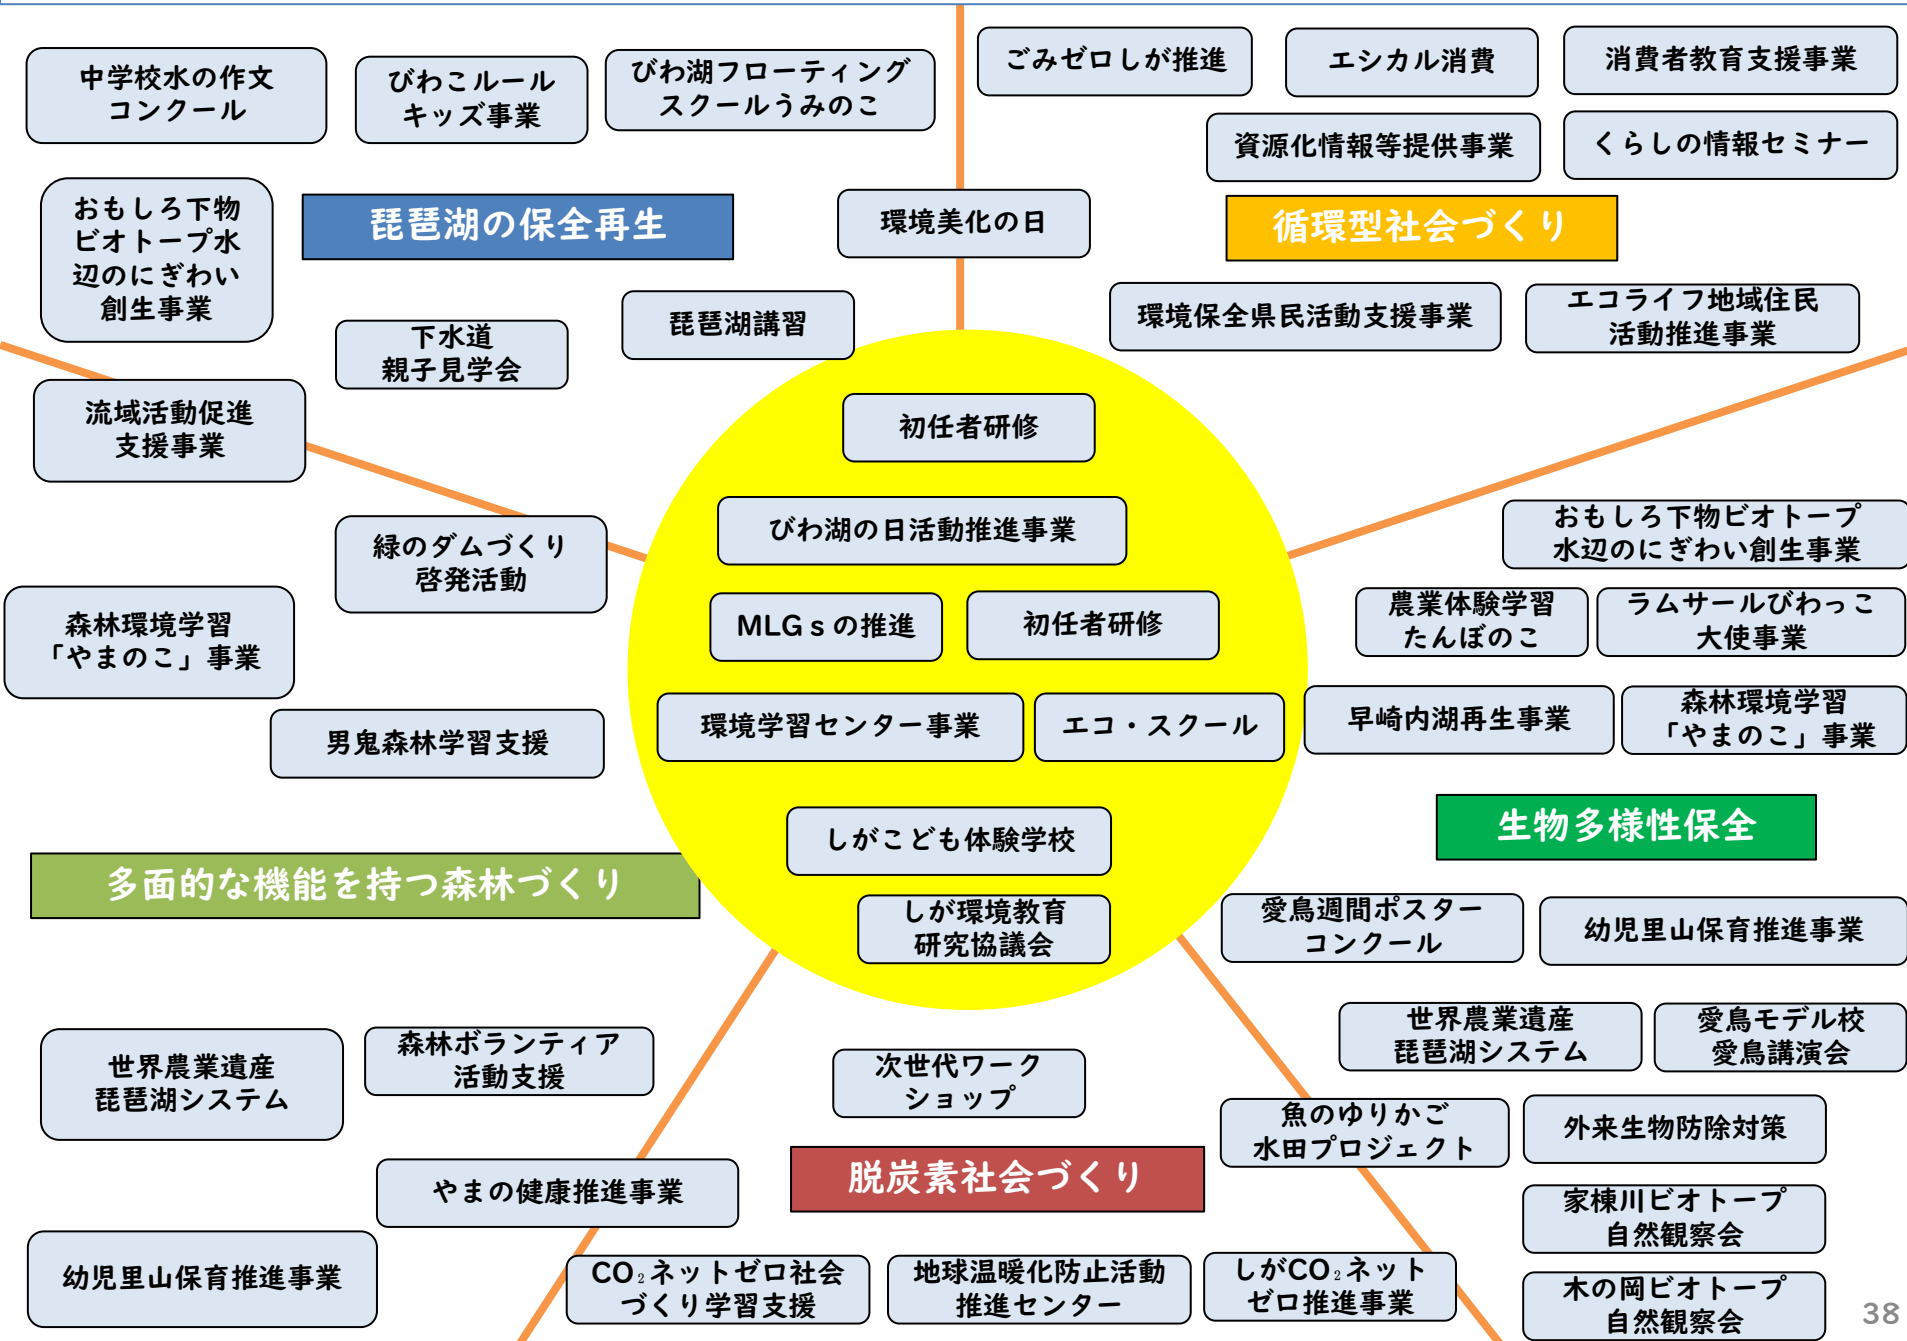 中学校水の作文
コンクール
びわこルール
キッズ事業
びわ湖フローティング
スクールうみのこ
ごみゼロしが推進
エシカル消費
消費者教育支援事業
資源化情報等提供事業
くらしの情報セミナー
おもしろ下物
ビオトープ水
辺のにぎわい
創生事業
琵琶湖の保全再生
環境美化の日
循環型社会づくり
下水道
親子見学会
琵琶湖講習
環境保全県民活動支援事業
エコライフ地域住民
活動推進事業
流域活動促進
支援事業
初任者研修
緑のダムづくり
啓発活動
びわ湖の日活動推進事業
おもしろ下物ビオトープ
水辺のにぎわい創生事業
森林環境学習
「やまのこ」事業
MLGｓの推進
初任者研修
農業体験学習
たんぼのこ
ラムサールびわっこ
大使事業
男鬼森林学習支援
環境学習センター事業
エコ・スクール
早崎内湖再生事業
森林環境学習
「やまのこ」事業
しがこども体験学校
生物多様性保全
多面的な機能を持つ森林づくり
しが環境教育
研究協議会
愛鳥週間ポスター
コンクール
幼児里山保育推進事業
世界農業遺産
琵琶湖システム
森林ボランティア
活動支援
次世代ワーク
ショップ
世界農業遺産
琵琶湖システム
愛鳥モデル校
愛鳥講演会
魚のゆりかご
水田プロジェクト
外来生物防除対策
やまの健康推進事業
脱炭素社会づくり
家棟川ビオトープ
自然観察会
幼児里山保育推進事業
CO₂ネットゼロ社会
づくり学習支援
地球温暖化防止活動
推進センター
しがCO₂ネット
ゼロ推進事業
木の岡ビオトープ
自然観察会
38